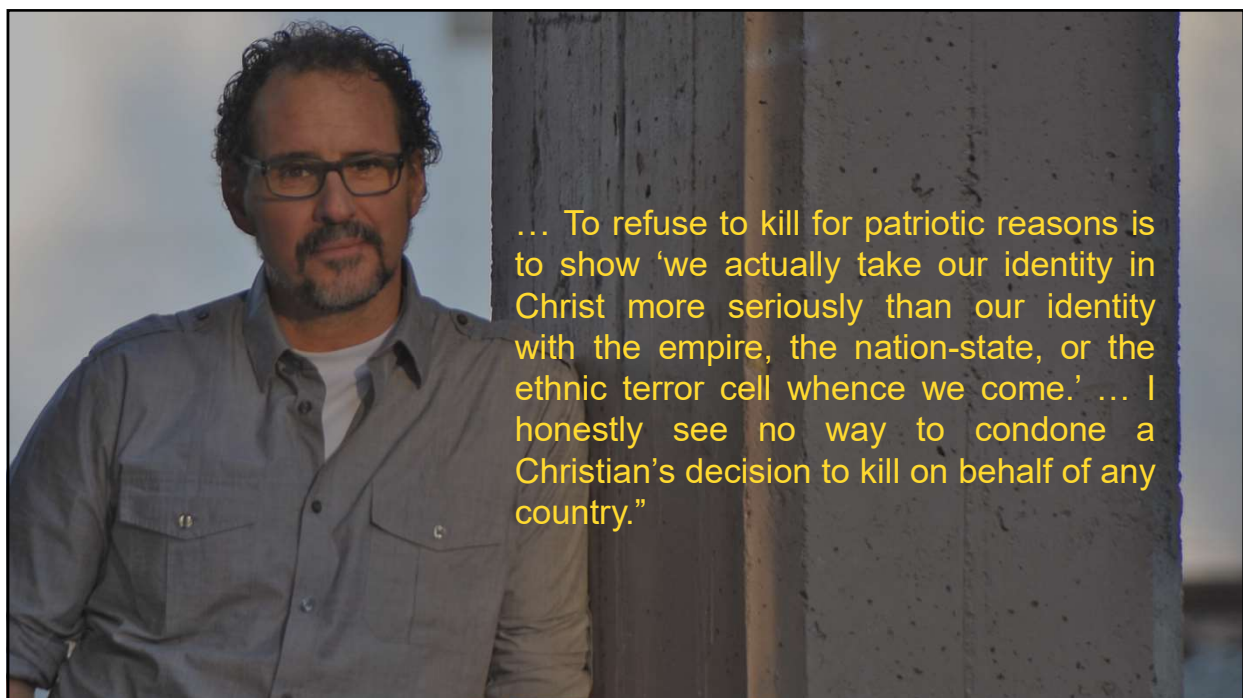 … To refuse to kill for patriotic reasons is
to show ‘we actually take our identity in
Christ more seriously than our identity
with the empire, the nation-state, or the
ethnic terror cell whence we come.’ … I
honestly see no way to condone a
Christian’s decision to kill on behalf of any
country.”